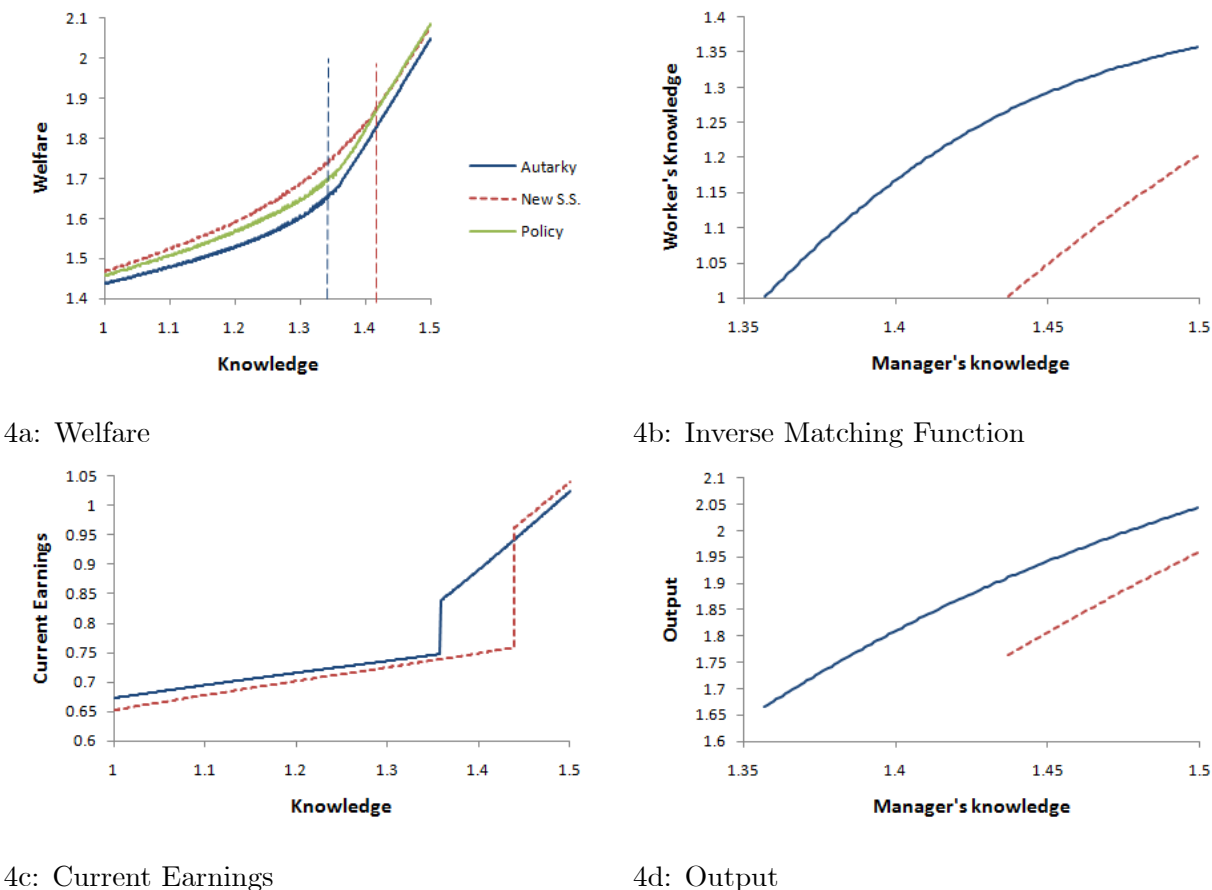 2.1
2
1.9
1.8
1.7
1.6
1.5
1.4
Welfare
1 1.1 1.2 1.3 1.4 1.5
Knowledge
Autarky
New S.S.
Policy
1.4
1.35
1.3
1.25
1.2
1.15
1.1
1.05
1
Worker's Knowledge
1.35 1.4 1.45 1.5
Manager's knowledge
4a: Welfare
4b: Inverse Matching Function
1.05
1
0.95
0.9
0.85
0.8
0.75
0.7
0.65
0.6
Current Earnings
1 1.1 1.2 1.3 1.4 1.5
Knowledge
2.1
2.05
2
1.95
1.9
1.85
1.8
1.75
1.7
1.65
1.6
Output
1.35 1.4 1.45 1.5
Manager's knowledge
4c: Current Earnings
4d: Output